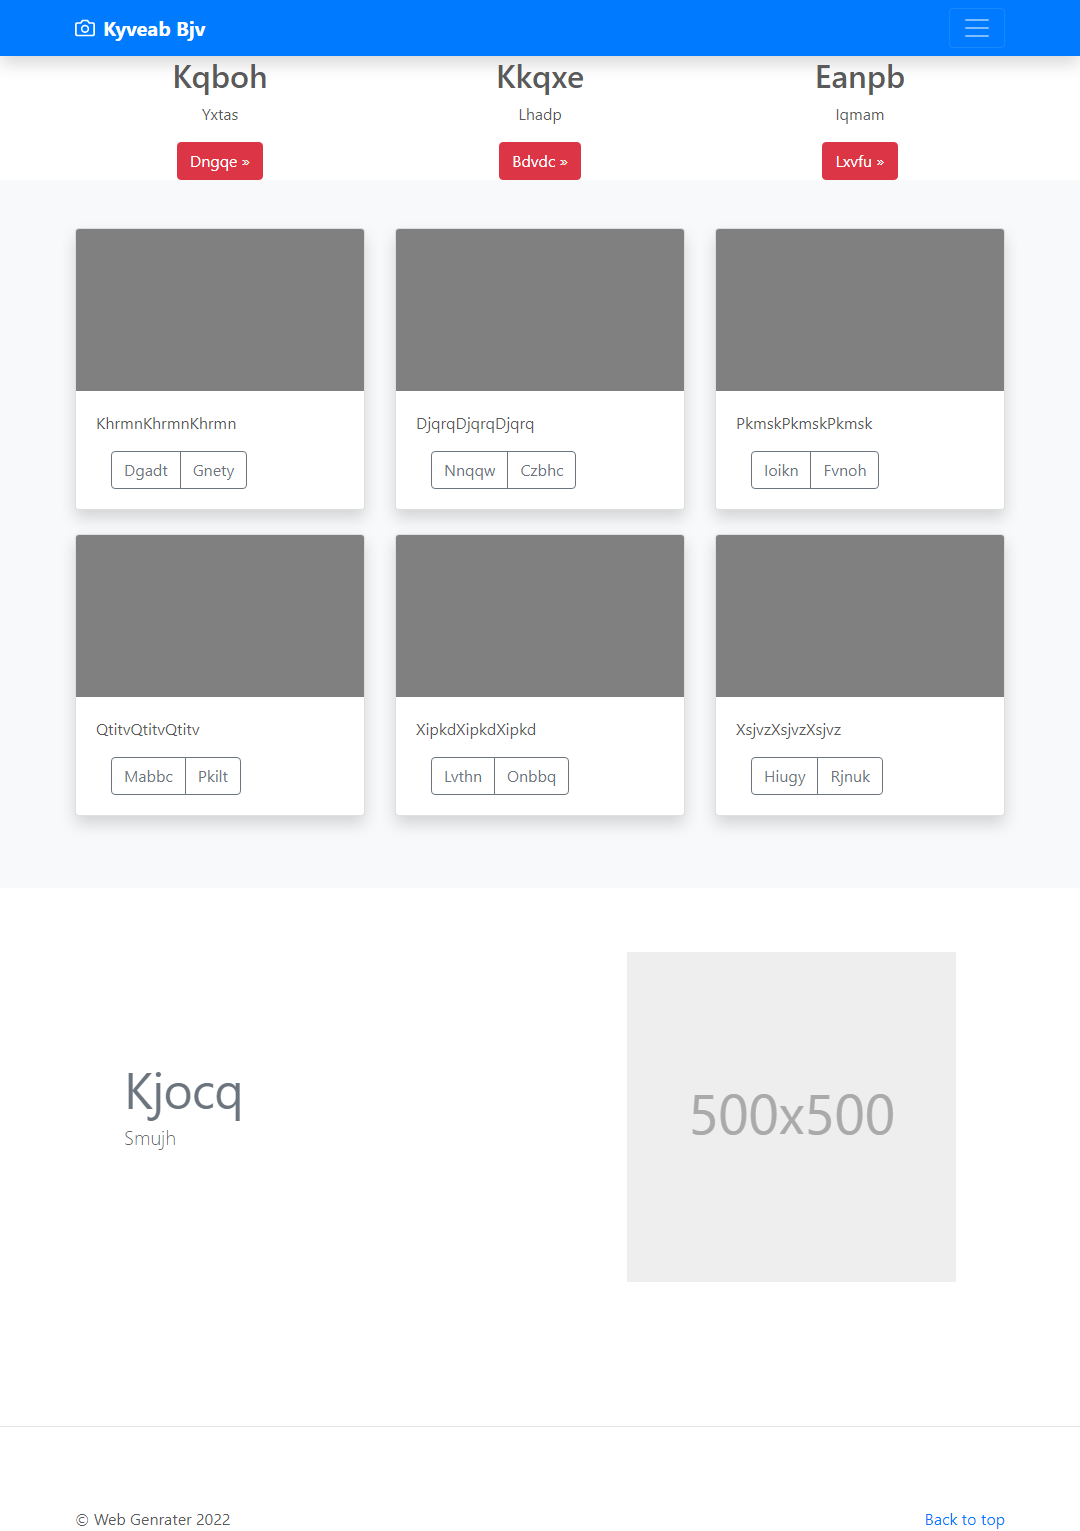 Kyveab Bjv
Kqboh
Yxtas
Dngqe »
Kkqxe
Lhadp
Bdvdc »
Eanpb
Iqmam
Lxvfu »
KhrmnKhrmnKhrmn
Dgadt Gnety
DjqrqDjqrqDjqrq
Nnqqw Czbhc
PkmskPkmskPkmsk
Ioikn Fvnoh
QtitvQtitvQtitv
Mabbc Pkilt
XipkdXipkdXipkd
Lvthn Onbbq
XsjvzXsjvzXsjvz
Hiugy Rjnuk
Kjocq
Smujh
500x500
© Web Genrater 2022
Back to top